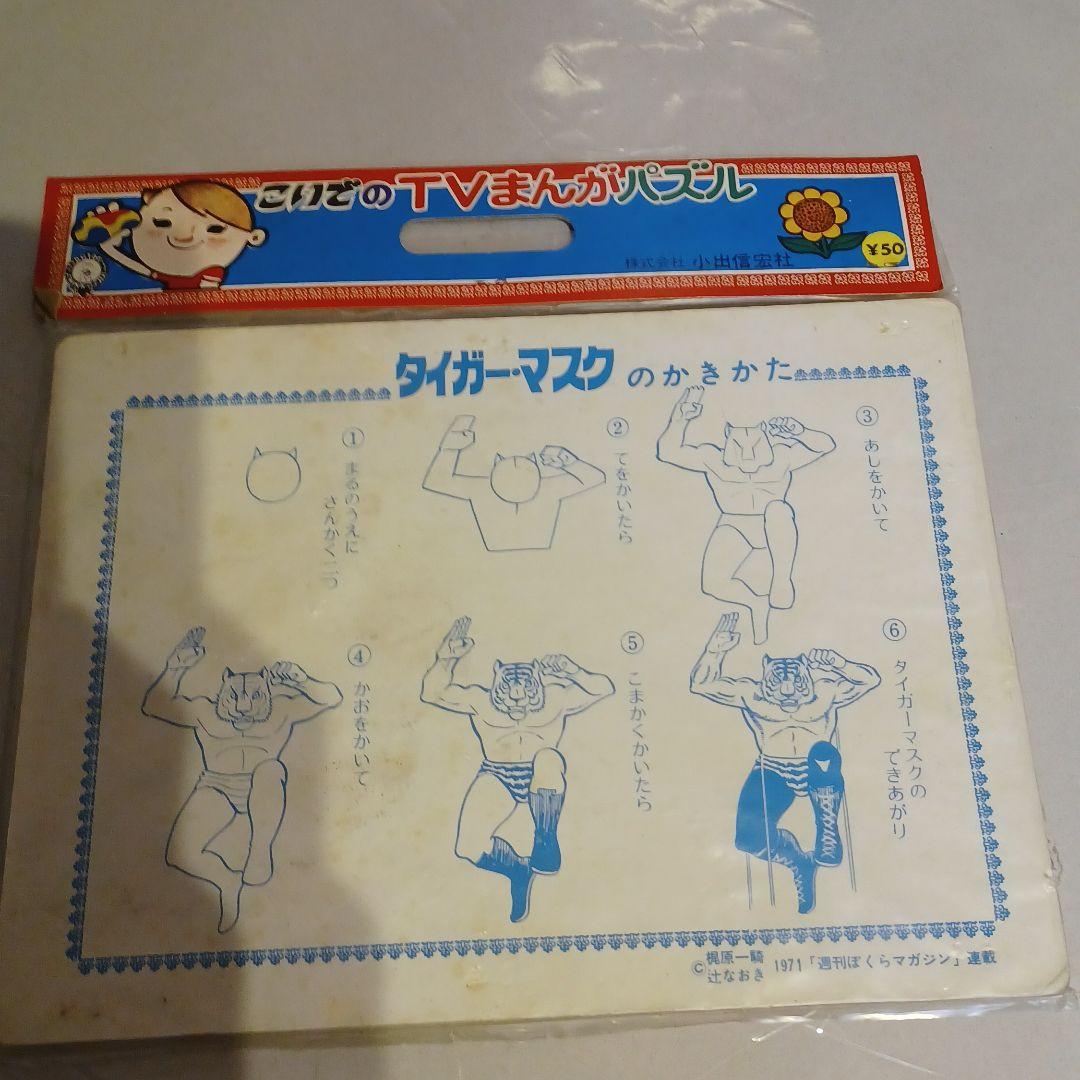 こいでのTVまんがパズル
株式会社 小出信宏社
¥50
タイガー・マスクのかきかた
① まるのうえに
さんかく二つ
② てをかいたら
③ あしをかいて
④ かおをかいて
⑤ こまかくかいたら
⑥ タイガーマスクの
できあがり
©梶原一騎
辻なおき
1971「週刊ぼくらマガジン」連載